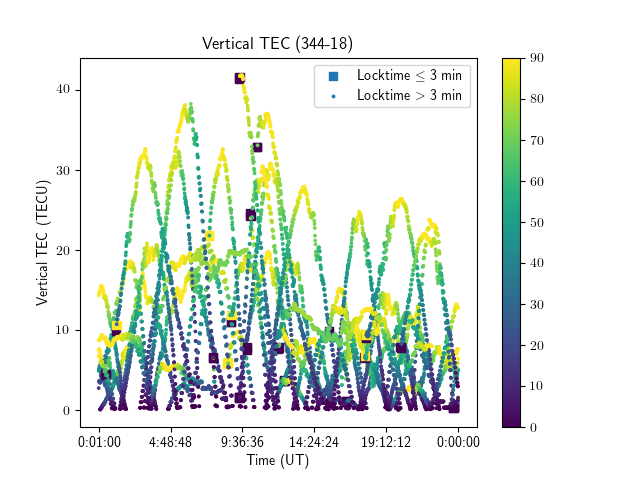 Vertical TEC (344-18)
Locktime ≤ 3 min
Locktime > 3 min
Vertical TEC (TECU)
40
30
20
10
0
0:01:00 4:48:48 9:36:36 14:24:24 19:12:12 0:00:00
Time (UT)
90
80
70
60
50
40
30
20
10
0